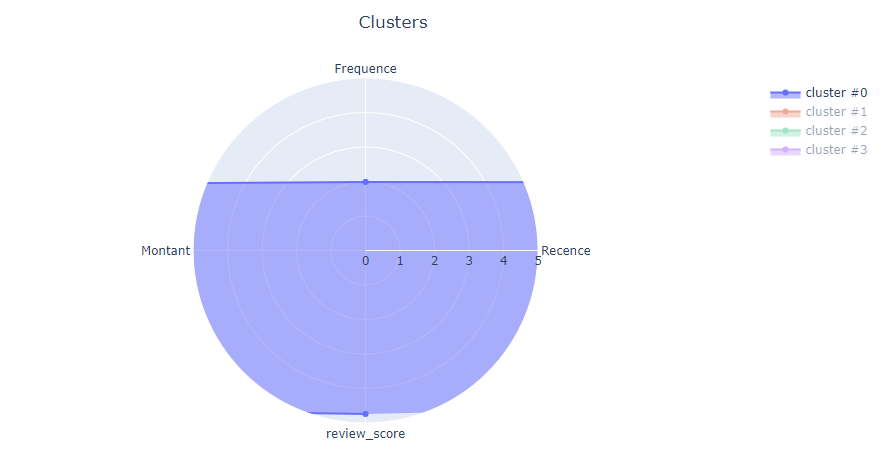 Clusters
Frequence
cluster #0
cluster #1
cluster #2
cluster #3
Montant
Recence
0 1 2 3 4 5
review_score